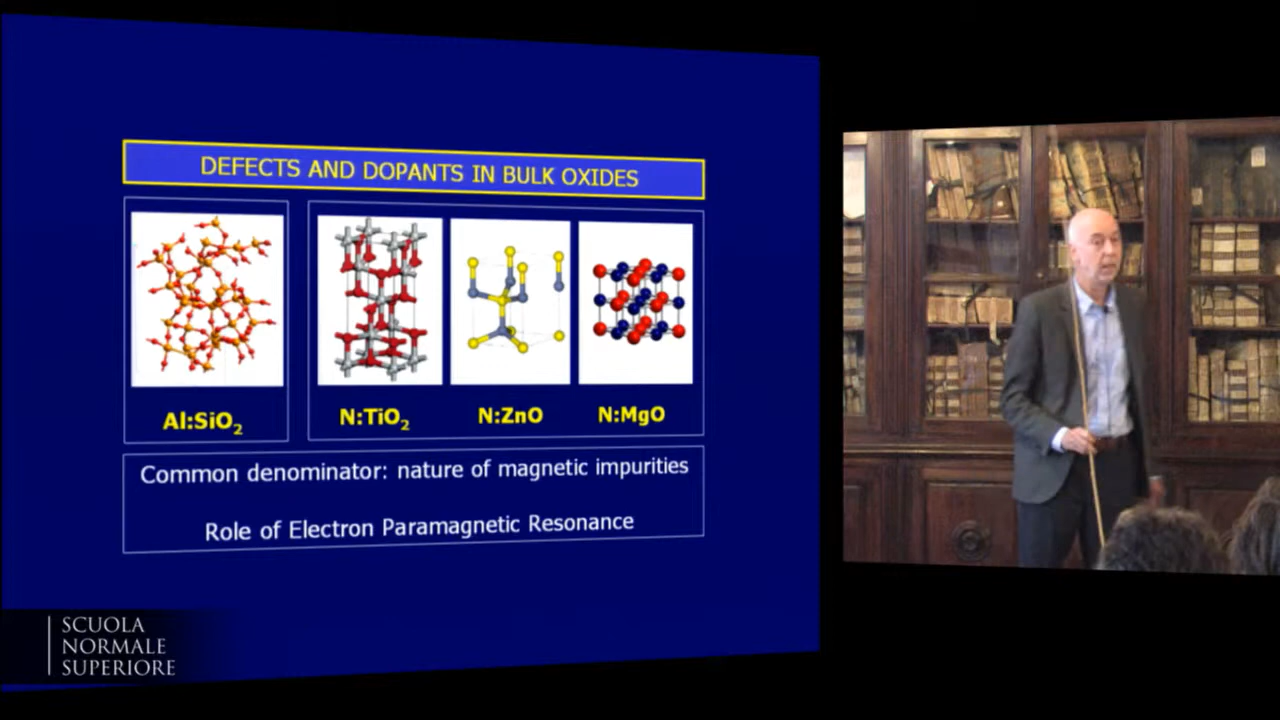 DEFECTS AND DOPANTS IN BULK OXIDES
Al:SiO₂
N:TiO₂
N:ZnO
N:MgO
Common denominator: nature of magnetic impurities
Role of Electron Paramagnetic Resonance
SCUOLA
NORMALE
SUPERIORE